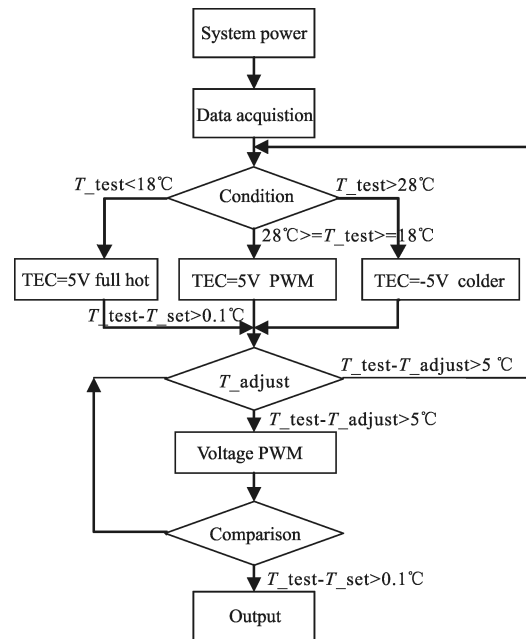 System power
Data acquistion
T_test<18℃
T_test>28℃
Condition
28℃>=T_test>=18℃
TEC=5V full hot
TEC=5V PWM
TEC=-5V colder
T_test-T_set>0.1℃
T_test-T_adjust>5 ℃
T_adjust
T_test-T_adjust>5℃
Voltage PWM
Comparison
T_test-T_set>0.1℃
Output